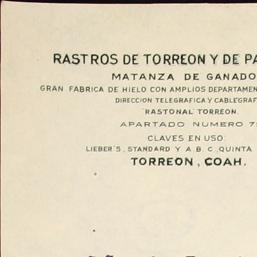 RASTROS DE TORREON Y DE PA
MATANZA DE GANADO
GRAN FABRICA DE HIELO CON AMPLIOS DEPARTAMEN
DIRECCION TELEGRAFICA Y CABLEGRAF
"RASTONAL" TORREON.
APARTADO NUMERO 7
CLAVES EN USO:
LIEBER'S, STANDARD Y A. B. C. QUINTA
TORREON, COAH.